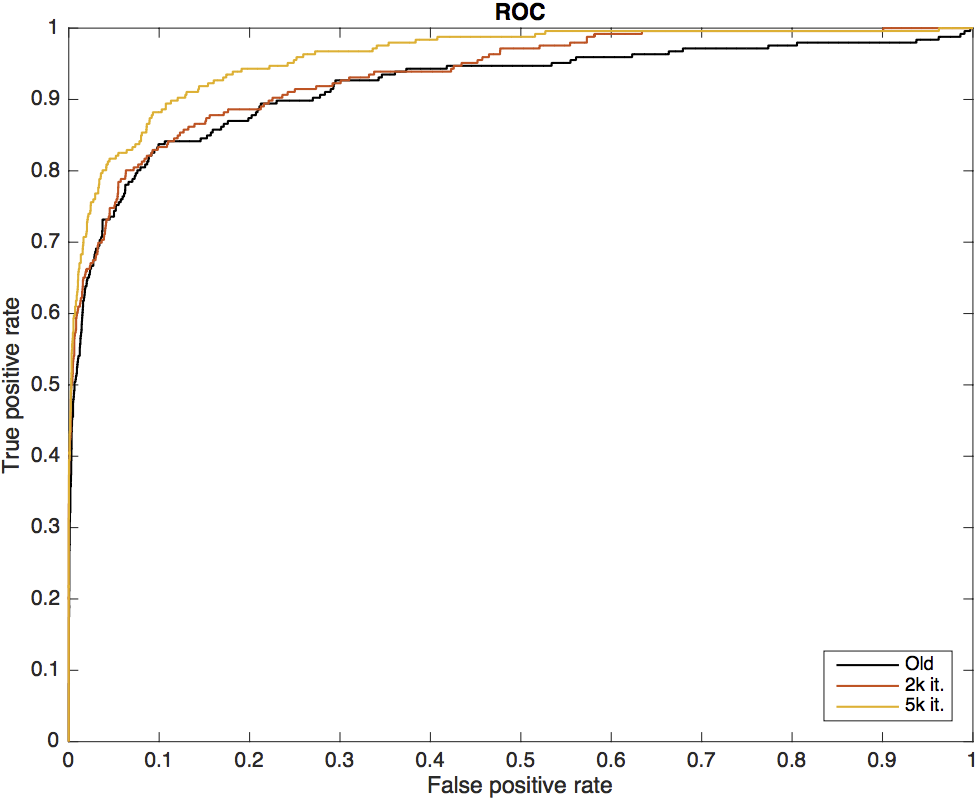 ROC
1
0.9
0.8
0.7
0.6
0.5
0.4
0.3
0.2
0.1
0
True positive rate
Old
2k it.
5k it.
0 0.1 0.2 0.3 0.4 0.5 0.6 0.7 0.8 0.9 1
False positive rate